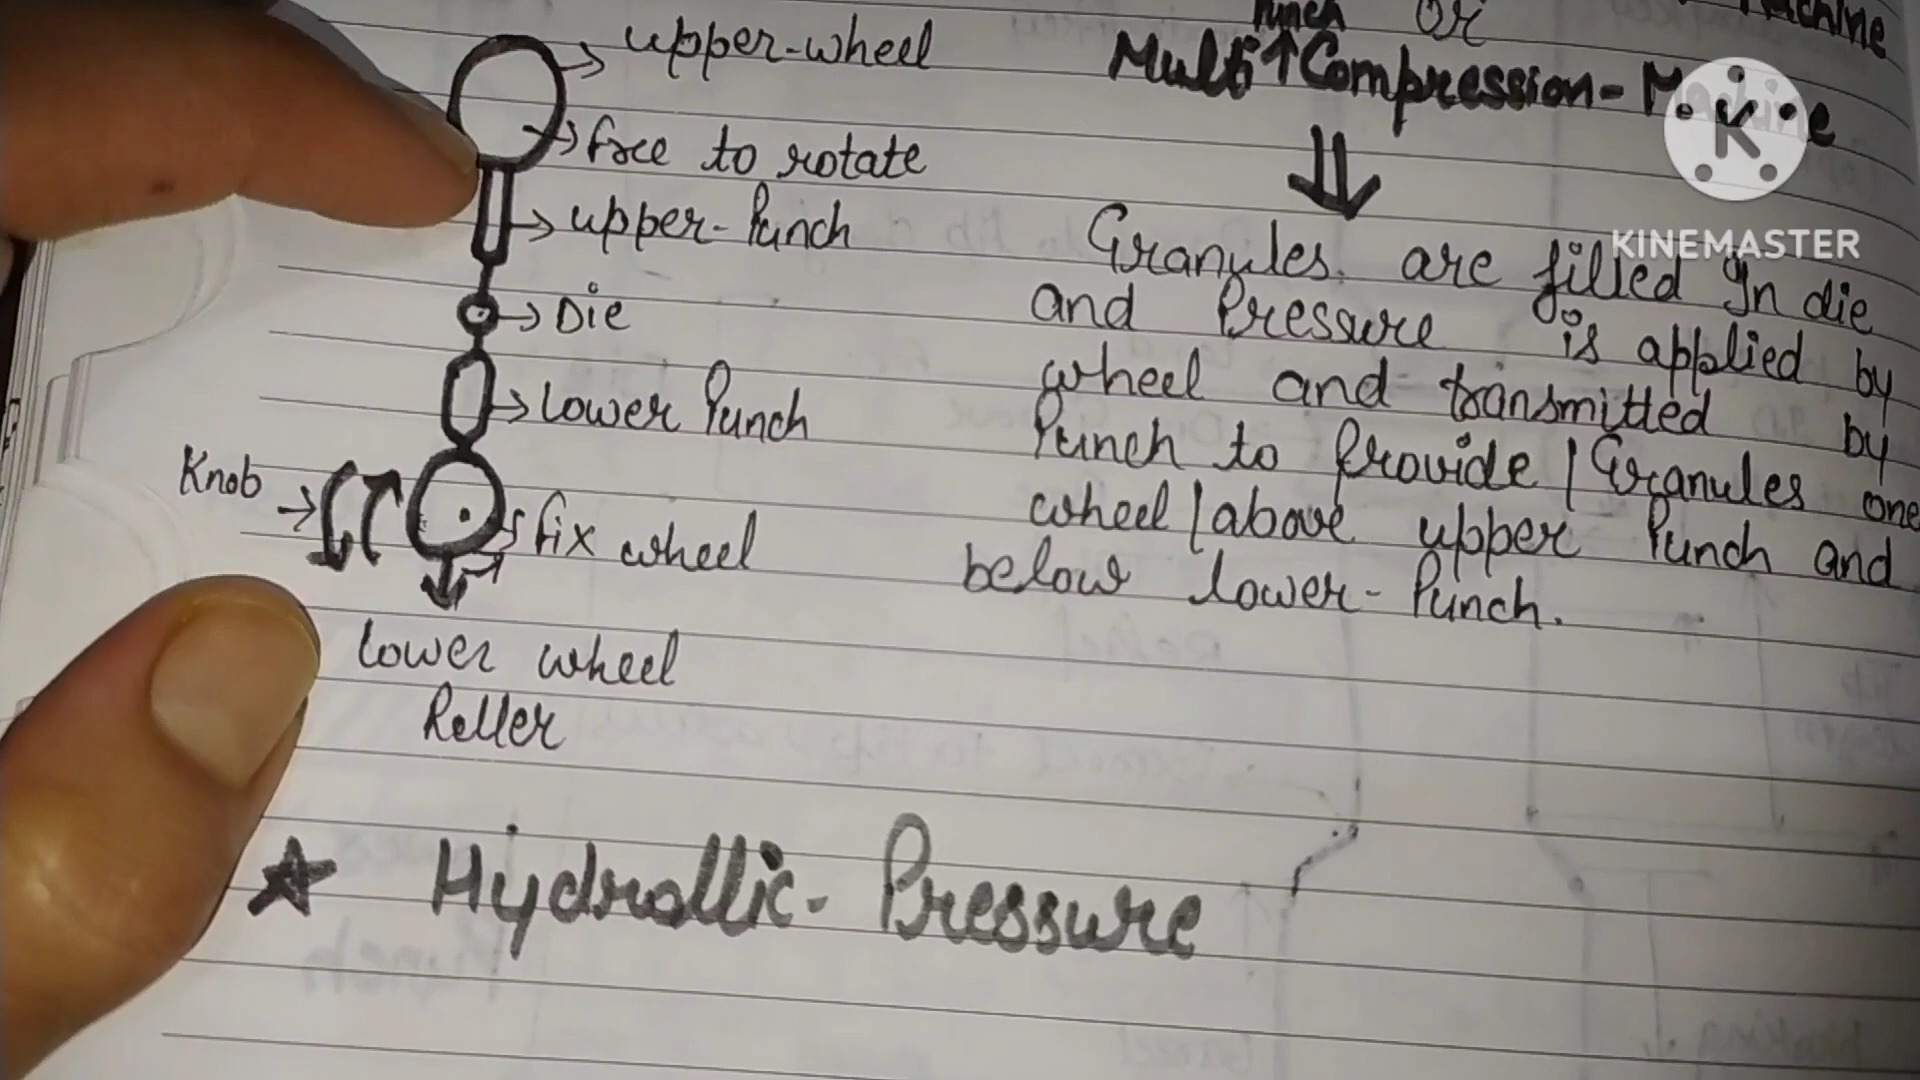 upper-wheel
free to rotate
upper-Punch
Die
Lower Punch
Knob
fix wheel
lower wheel
Roller
Punch or
Multi↑Compression-
Granules are filled In die
and Pressure is applied by
wheel and transmitted by
Punch to Provide/Granules one
wheel/above upper Punch and
below lower-Punch.
★ Hydrollic-Pressure
KINEMASTER